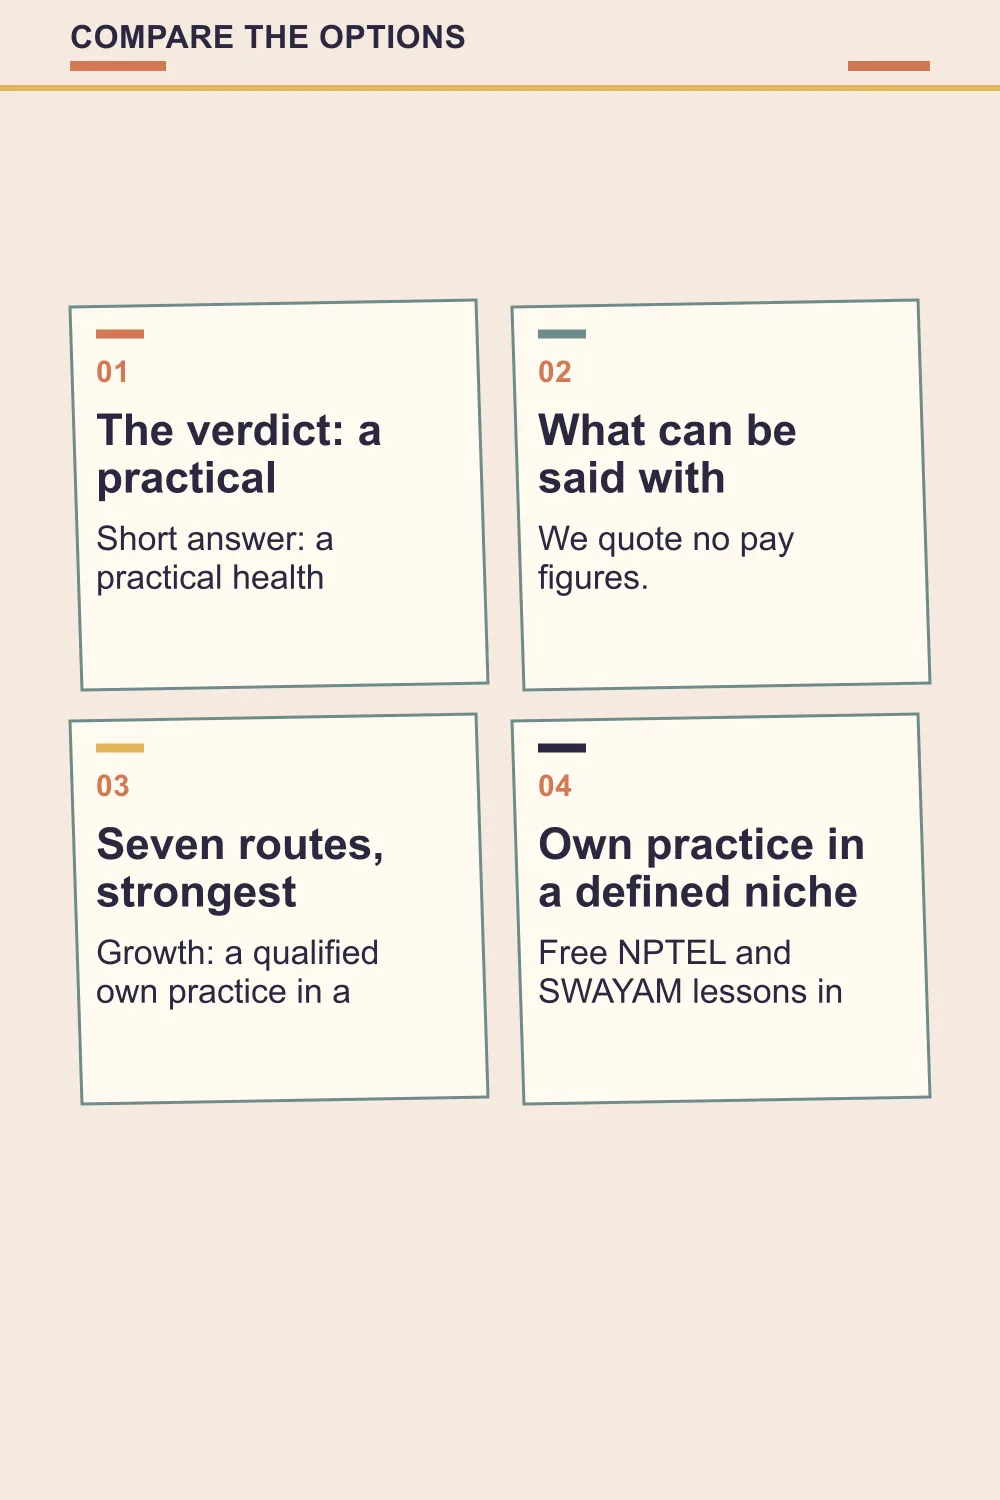 COMPARE THE OPTIONS
01
The verdict: a
practical
Short answer: a
practical health
02
What can be
said with
We quote no pay
figures.
03
Seven routes,
strongest
Growth: a qualified
own practice in a
04
Own practice in
a defined niche
Free NPTEL and
SWAYAM lessons in